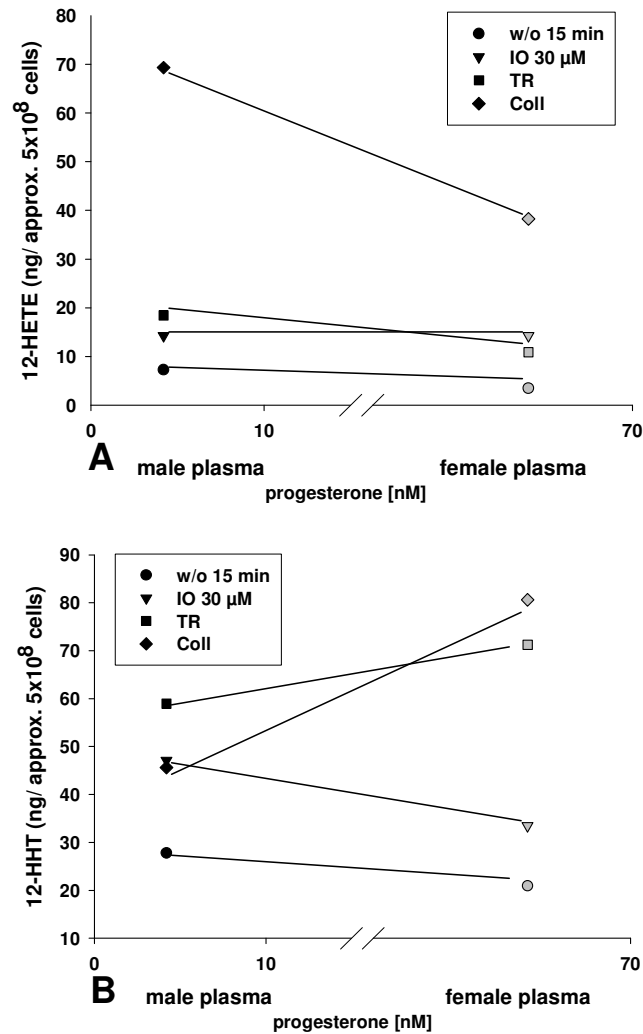 80
70
60
50
40
30
20
10
0
12-HETE (ng/ approx. 5x10⁸ cells)
w/o 15 min
IO 30 µM
TR
Coll
0
10
70
A
male plasma
female plasma
progesterone [nM]
90
80
70
60
50
40
30
20
10
12-HHT (ng/ approx. 5x10⁸ cells)
w/o 15 min
IO 30 µM
TR
Coll
0
10
70
B
male plasma
female plasma
progesterone [nM]